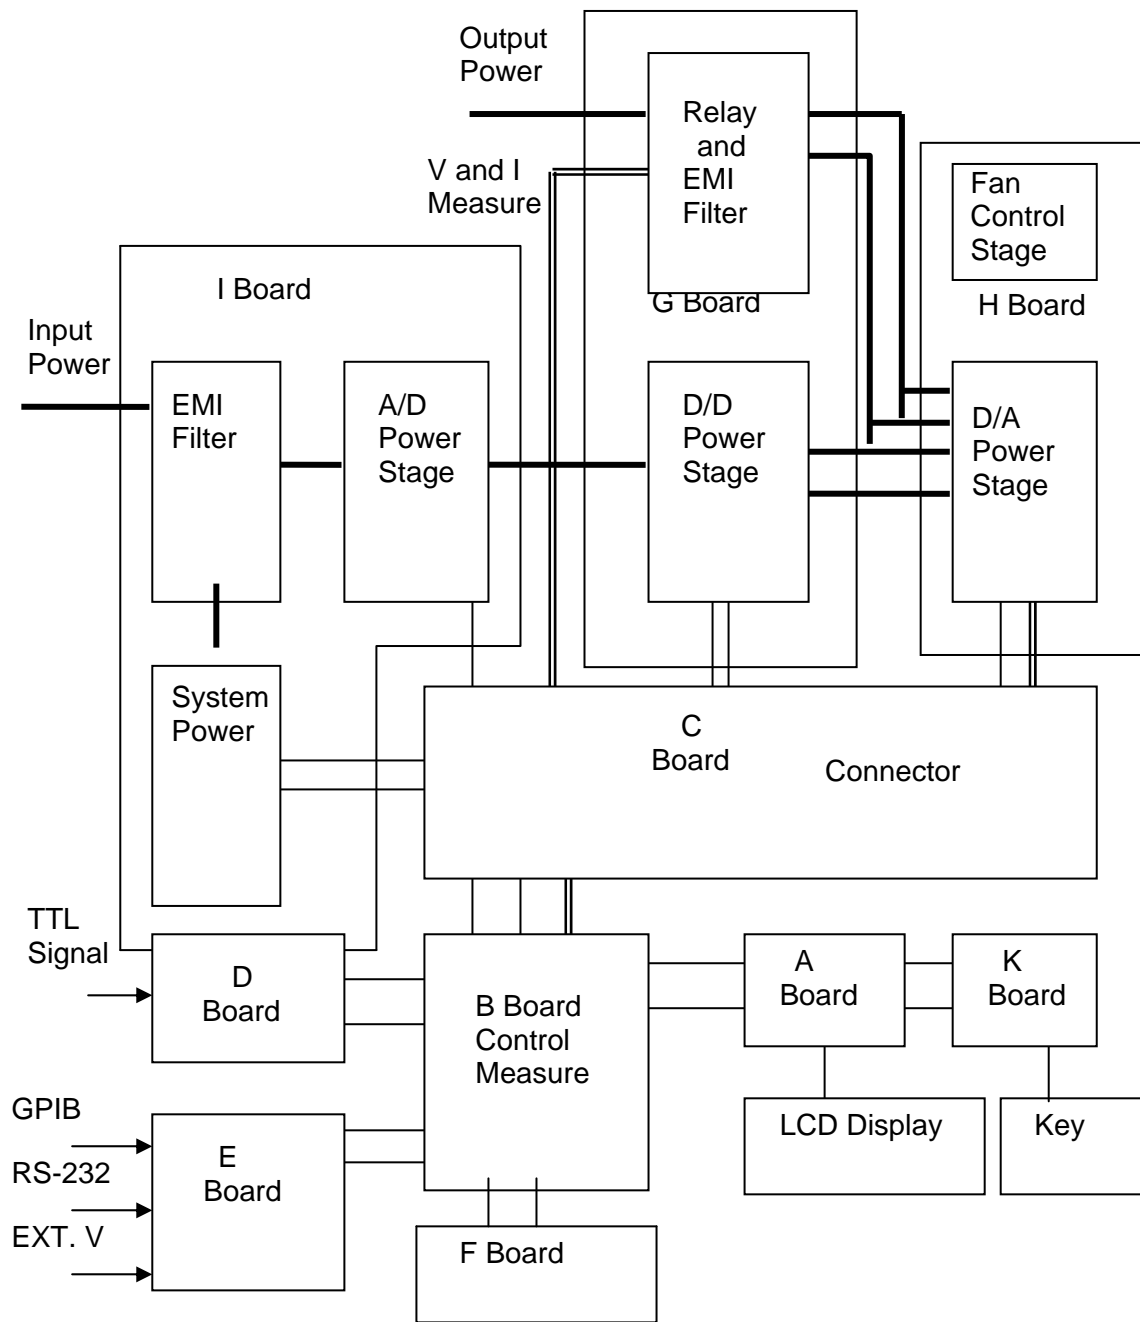 Output
Power
Relay
and
EMI
Filter
V and I
Measure
Fan
Control
Stage
I Board
G Board
H Board
Input
Power
EMI
Filter
A/D
Power
Stage
D/D
Power
Stage
D/A
Power
Stage
System
Power
C
Board
Connector
TTL
Signal
D
Board
B Board
Control
Measure
A
Board
K
Board
GPIB
RS-232
EXT. V
E
Board
LCD Display
Key
F Board